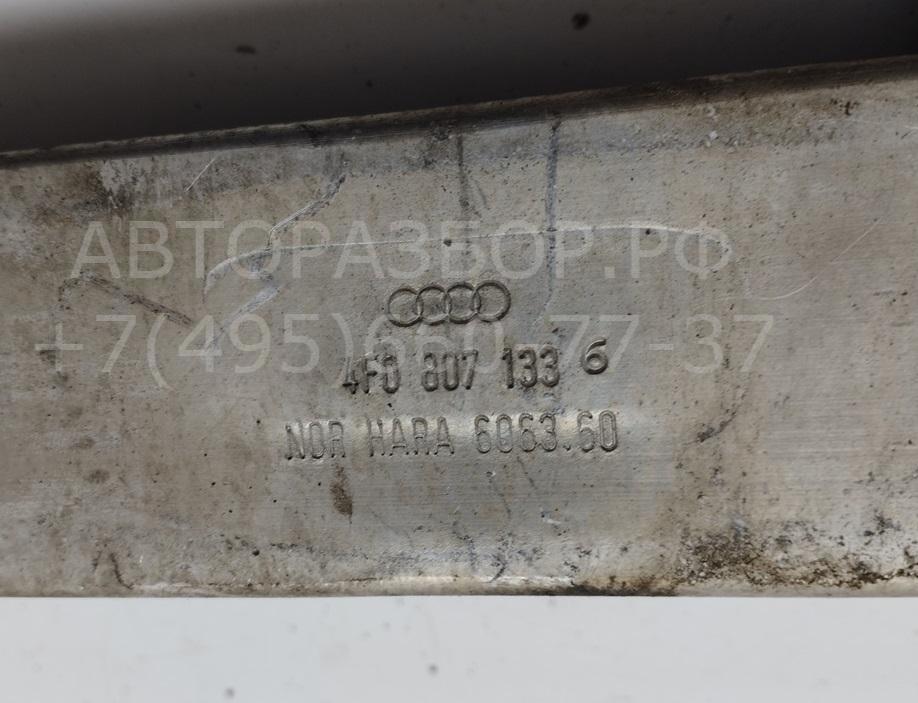 АВТОРАЗБОР.РФ
+7(495)660-77-37
4F0 807 133 6
NOR HARA 6063.60